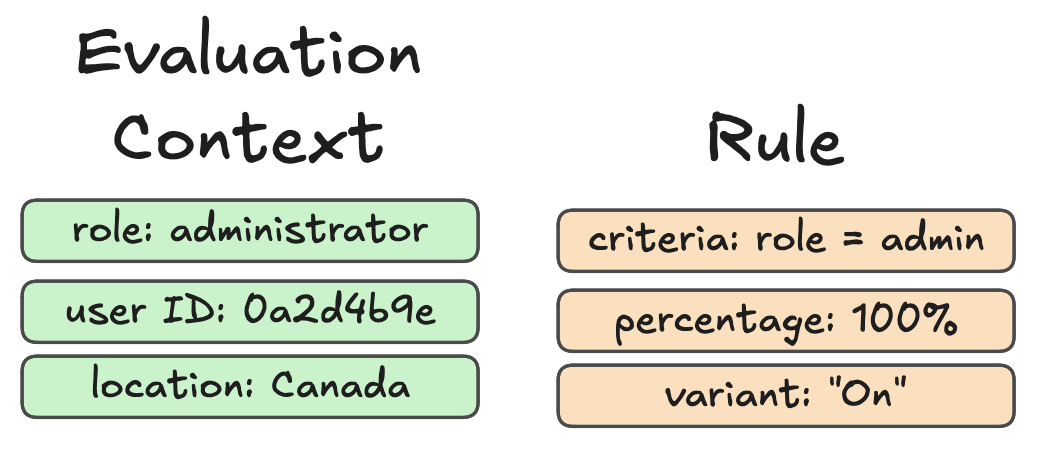 Evaluation
Context
role: administrator
user ID: 0a2d4b9e
location: Canada
Rule
criteria: role = admin
percentage: 100%
variant: "On"